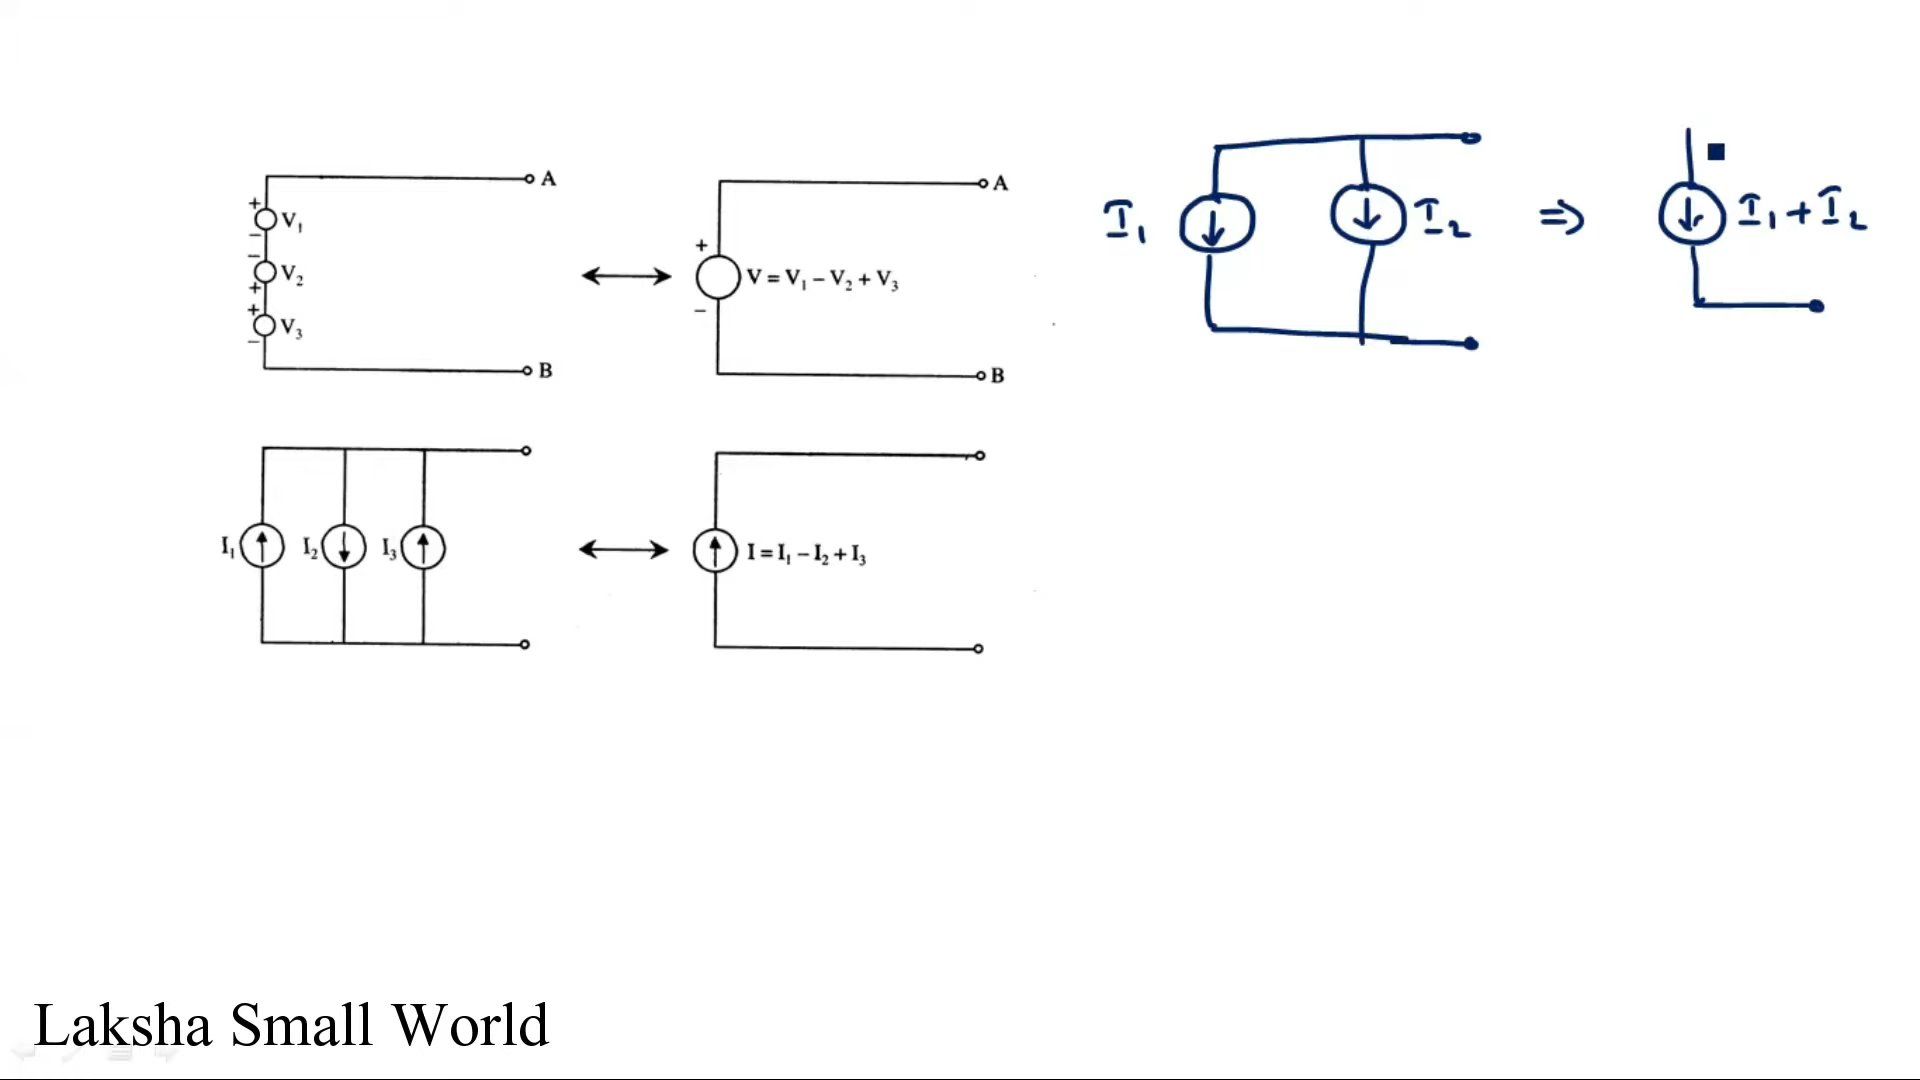 +
V₁
−
−
V₂
+
+
V₃
−
A
B
+
V = V₁ − V₂ + V₃
−
A
B
I₁
I₂
⇒
I₁ + I₂
I₁
I₂
I₃
I = I₁ − I₂ + I₃
Laksha Small World